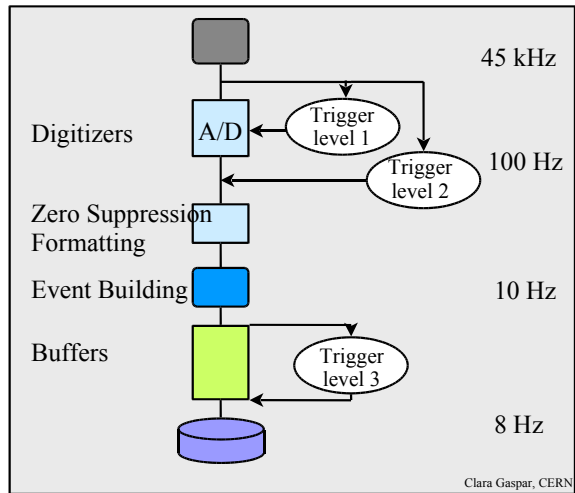 45 kHz
Trigger
level 1
A/D
Digitizers
Trigger
level 2
100 Hz
Zero Suppression
Formatting
Event Building
10 Hz
Buffers
Trigger
level 3
8 Hz
Clara Gaspar, CERN